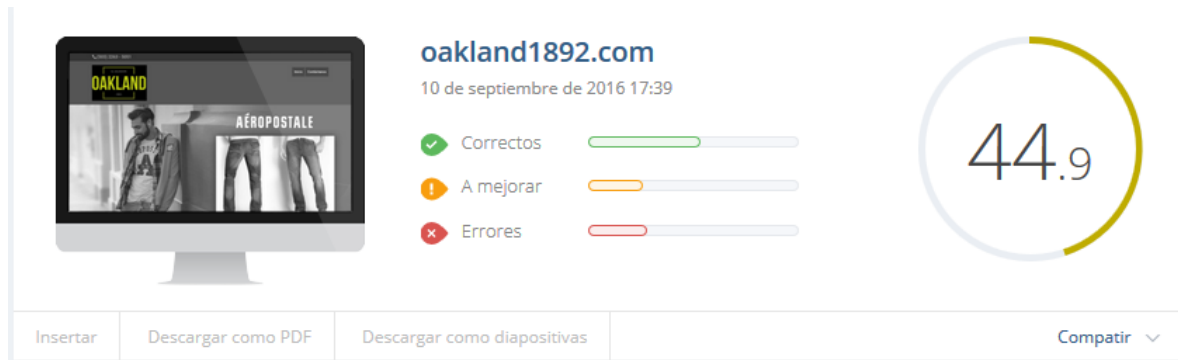 OAKLAND
AÉROPOSTALE
oakland1892.com
10 de septiembre de 2016 17:39
Correctos
A mejorar
Errores
44.9
Insertar
Descargar como PDF
Descargar como diapositivas
Compatir